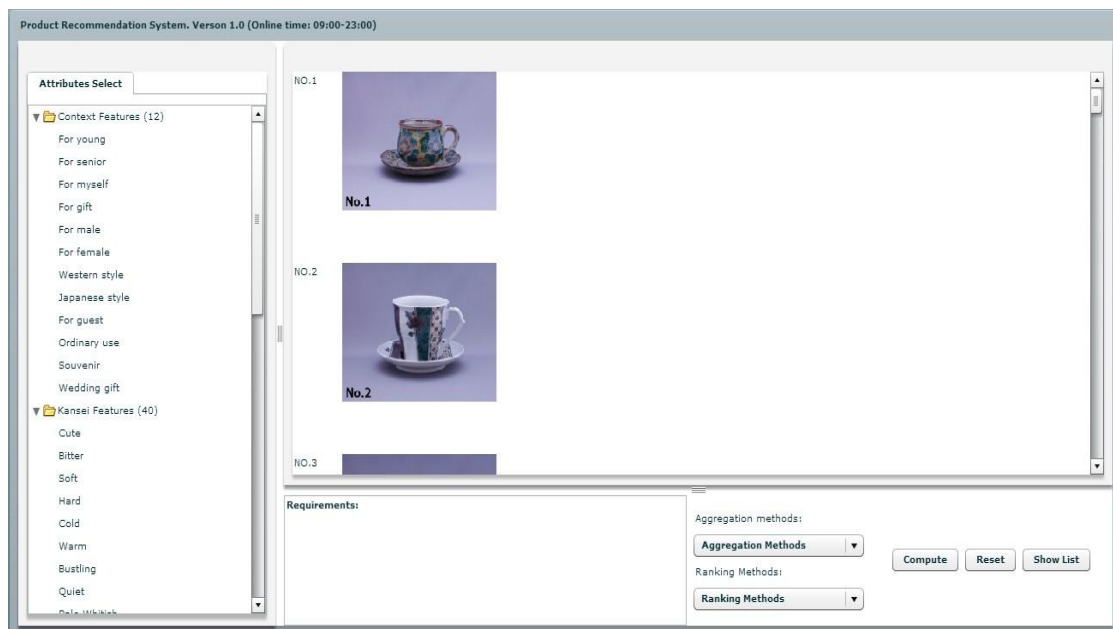 Product Recommendation System. Verson 1.0 (Online time: 09:00-23:00)
Attributes Select
Context Features (12)
For young
For senior
For myself
For gift
For male
For female
Western style
Japanese style
For guest
Ordinary use
Souvenir
Wedding gift
Kansei Features (40)
Cute
Bitter
Soft
Hard
Cold
Warm
Bustling
Quiet
NO.1
No.1
NO.2
No.2
NO.3
Requirements:
Aggregation methods:
Aggregation Methods
Ranking Methods:
Ranking Methods
Compute
Reset
Show List